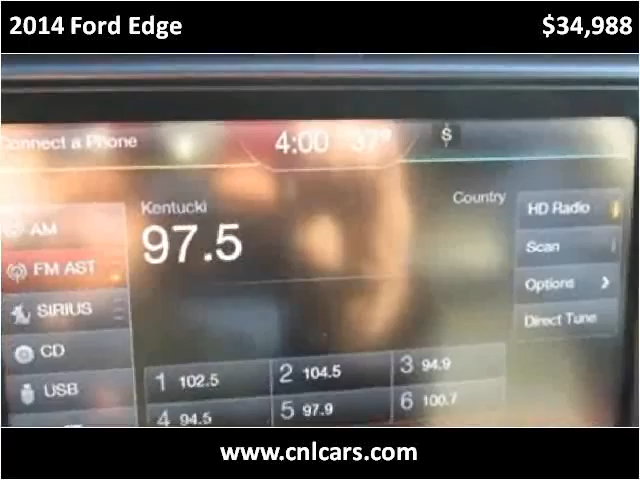 2014 Ford Edge $34,988
Connect a Phone 4:00 37° $
Kentucki Country HD Radio
AM
97.5
Scan
FM AST
Options >
SIRIUS
Direct Tune
CD
1 102.5 2 104.5 3 94.9
USB
4 94.5 5 97.9 6 100.7
www.cnlcars.com